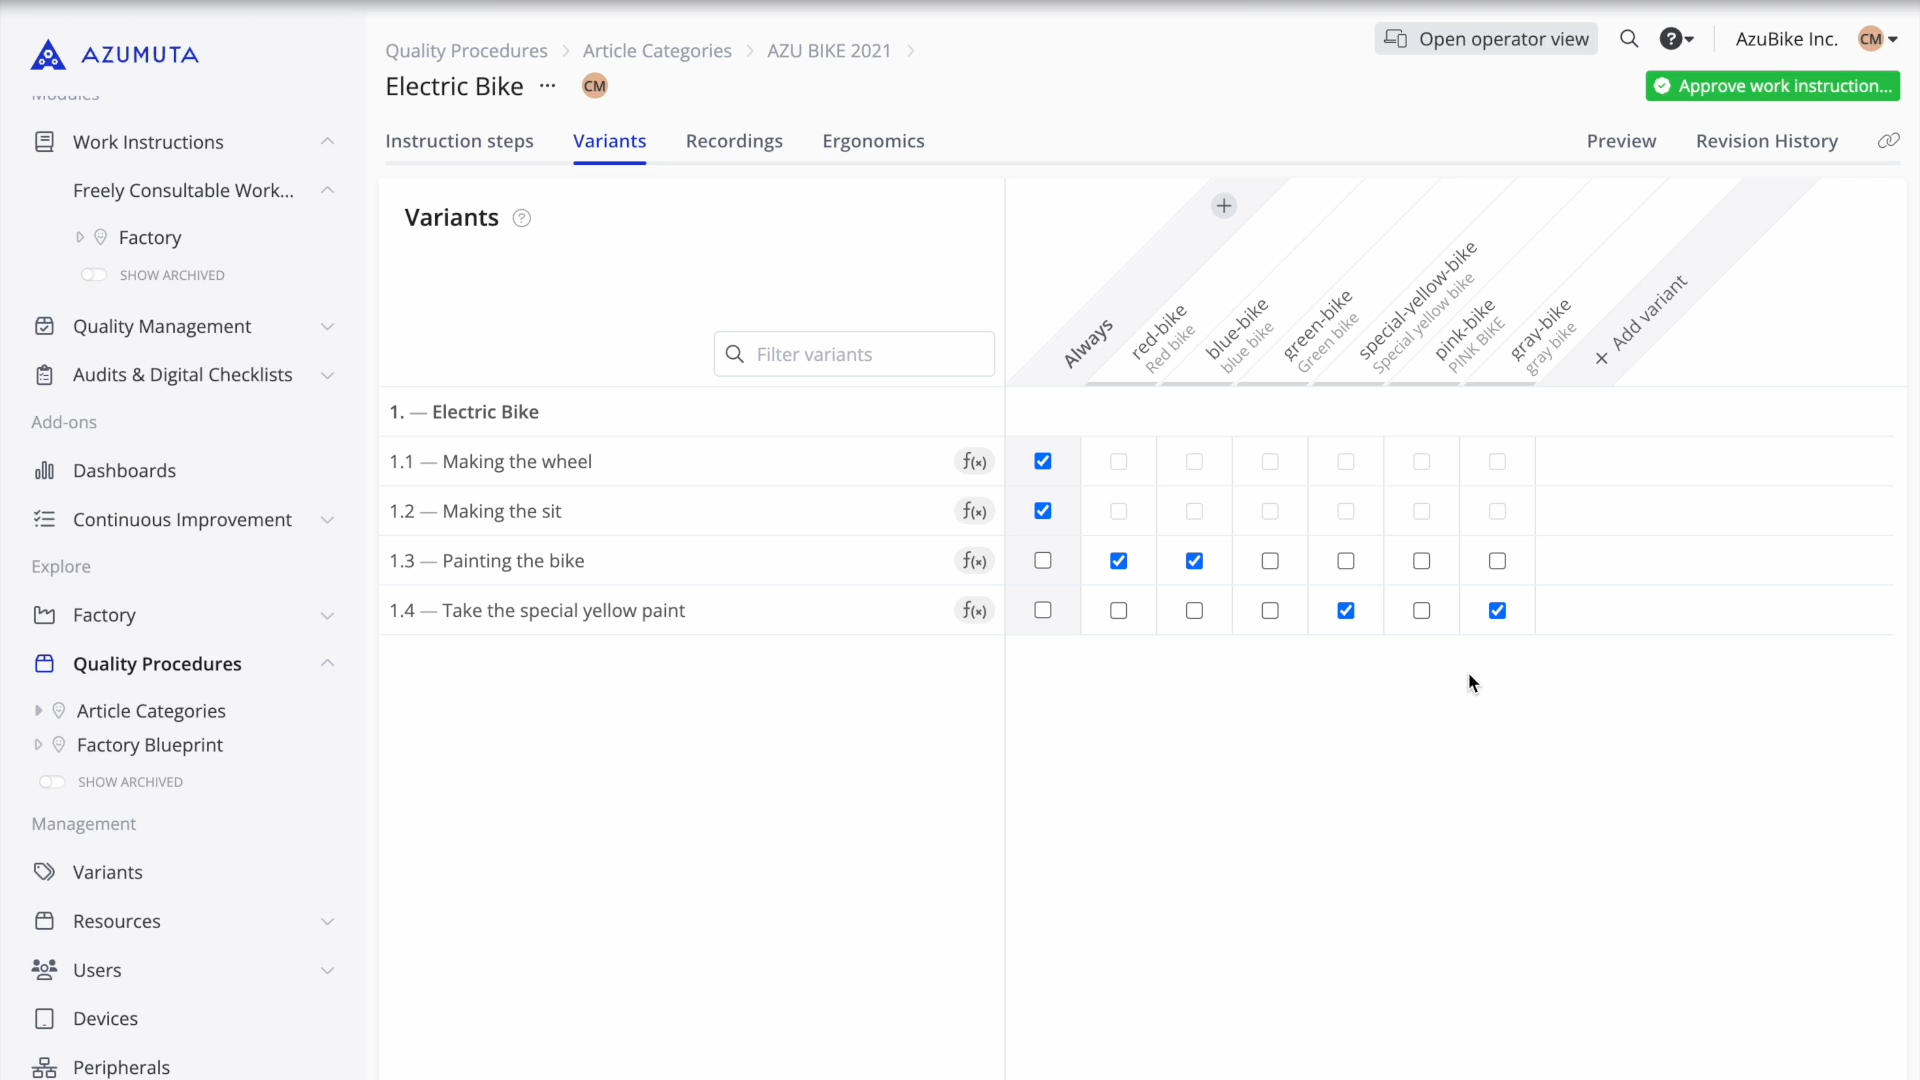 AZUMUTA
Modules
Work Instructions
Freely Consultable Work...
Factory
SHOW ARCHIVED
Quality Management
Audits & Digital Checklists
Add-ons
Dashboards
Continuous Improvement
Explore
Factory
Quality Procedures
Article Categories
Factory Blueprint
SHOW ARCHIVED
Management
Variants
Resources
Users
Devices
Peripherals
Quality Procedures > Article Categories > AZU BIKE 2021 >
Open operator view
?
AzuBike Inc.
CM
Electric Bike ... CM
Approve work instruction...
Instruction steps Variants Recordings Ergonomics
Preview Revision History
Variants ?
Filter variants
+
Always
red-bike
Red bike
blue-bike
blue bike
green-bike
Green bike
special-yellow-bike
Special yellow bike
pink-bike
PINK BIKE
gray-bike
gray bike
+ Add variant
1. — Electric Bike
1.1 — Making the wheel f(x)
1.2 — Making the sit f(x)
1.3 — Painting the bike f(x)
1.4 — Take the special yellow paint f(x)